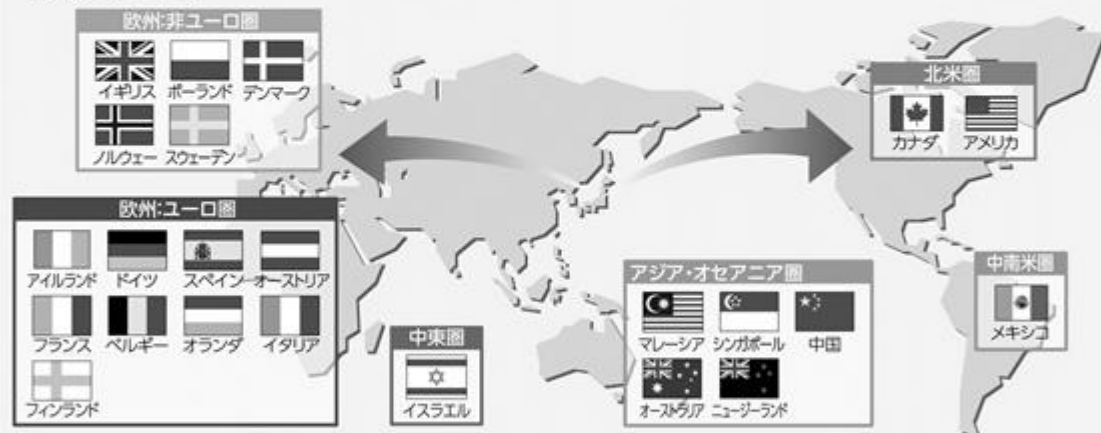 欧州:非ユーロ圏
イギリス ポーランド デンマーク
ノルウェー スウェーデン
北米圏
カナダ アメリカ
欧州:ユーロ圏
アイルランド ドイツ スペイン オーストリア
フランス ベルギー オランダ イタリア
フィンランド
中東圏
イスラエル
アジア・オセアニア圏
マレーシア シンガポール 中国
オーストラリア ニュージーランド
中南米圏
メキシコ